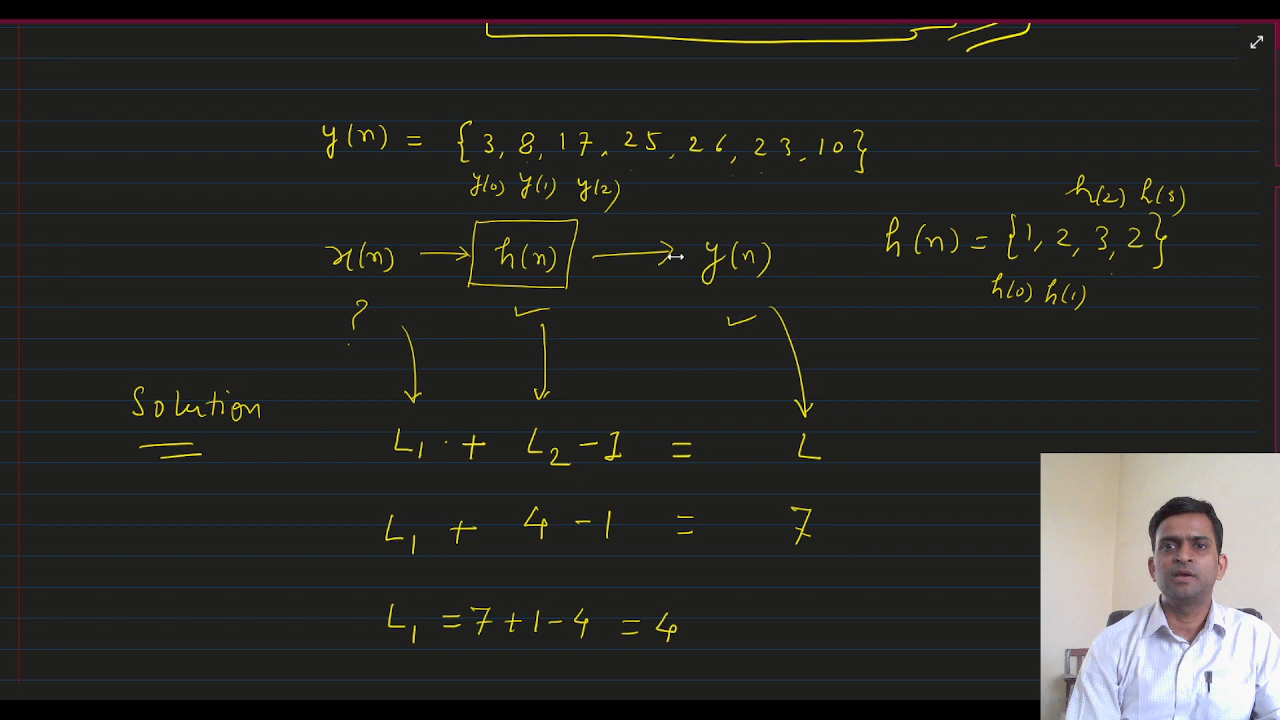 y(n) = {3, 8, 17, 25, 26, 23, 10}
y(0) y(1) y(2)
h(2) h(3)
h(n) = {1, 2, 3, 2}
h(0) h(1)
x(n) → h(n) → y(n)
? ✓ ✓
Solution
L₁ + L₂ - 1 = L
L₁ + 4 - 1 = 7
L₁ = 7 + 1 - 4 = 4